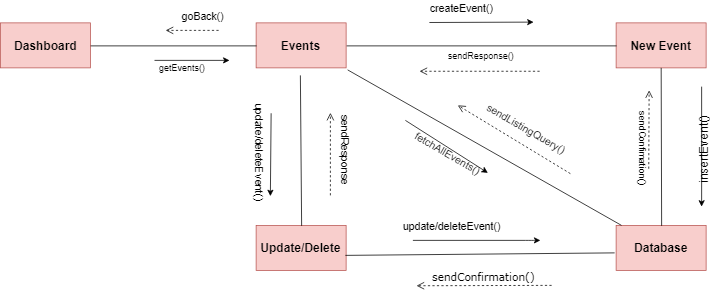 createEvent()
goBack()
Dashboard
Events
New Event
getEvents()
sendResponse()
update/deleteEvent()
sendResponse
sendListingQuery()
fetchAllEvents()
sendConfirmation()
insertEvent()
Update/Delete
update/deleteEvent()
Database
sendConfirmation()